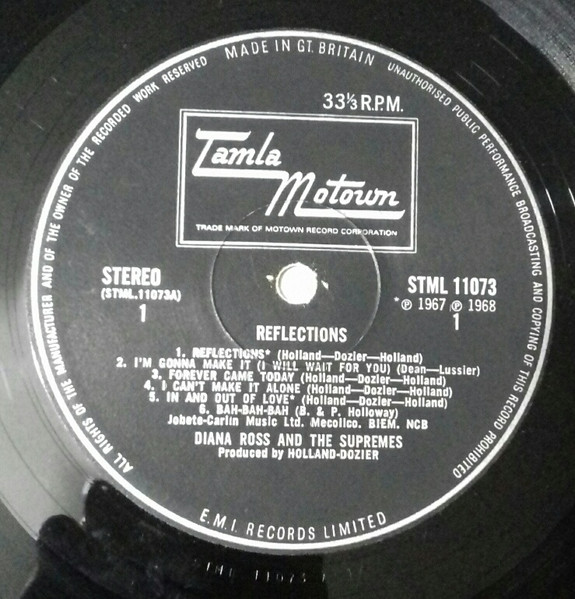 MADE IN GT. BRITAIN
UNAUTHORISED PUBLIC PERFORMANCE BROADCASTING AND COPYING OF THIS RECORD PROHIBITED
ALL RIGHTS OF THE MANUFACTURER AND OF THE OWNER OF THE RECORDED WORK RESERVED
33⅓ R.P.M.
Tamla
Motown
TRADE MARK OF MOTOWN RECORD CORPORATION
STEREO
(STML.11073A)
1
STML 11073
*℗ 1967 ℗ 1968
1
REFLECTIONS
1. REFLECTIONS* (Holland—Dozier—Holland)
2. I'M GONNA MAKE IT (I WILL WAIT FOR YOU) (Dean—Lussier)
3. FOREVER CAME TODAY (Holland—Dozier—Holland)
4. I CAN'T MAKE IT ALONE (Holland—Dozier—Holland)
5. IN AND OUT OF LOVE* (Holland—Dozier—Holland)
6. BAH-BAH-BAH (B. & P. Holloway)
Jobete-Carlin Music Ltd. Mecolico. BIEM. NCB
DIANA ROSS AND THE SUPREMES
Produced by HOLLAND-DOZIER
E.M.I. RECORDS LIMITED